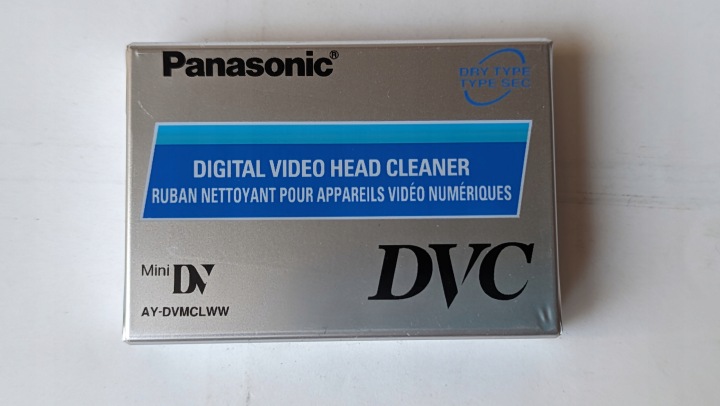 Panasonic®
DRY TYPE
TYPE SEC
DIGITAL VIDEO HEAD CLEANER
RUBAN NETTOYANT POUR APPAREILS VIDÉO NUMÉRIQUES
Mini DV
DVC
AY-DVMCLWW